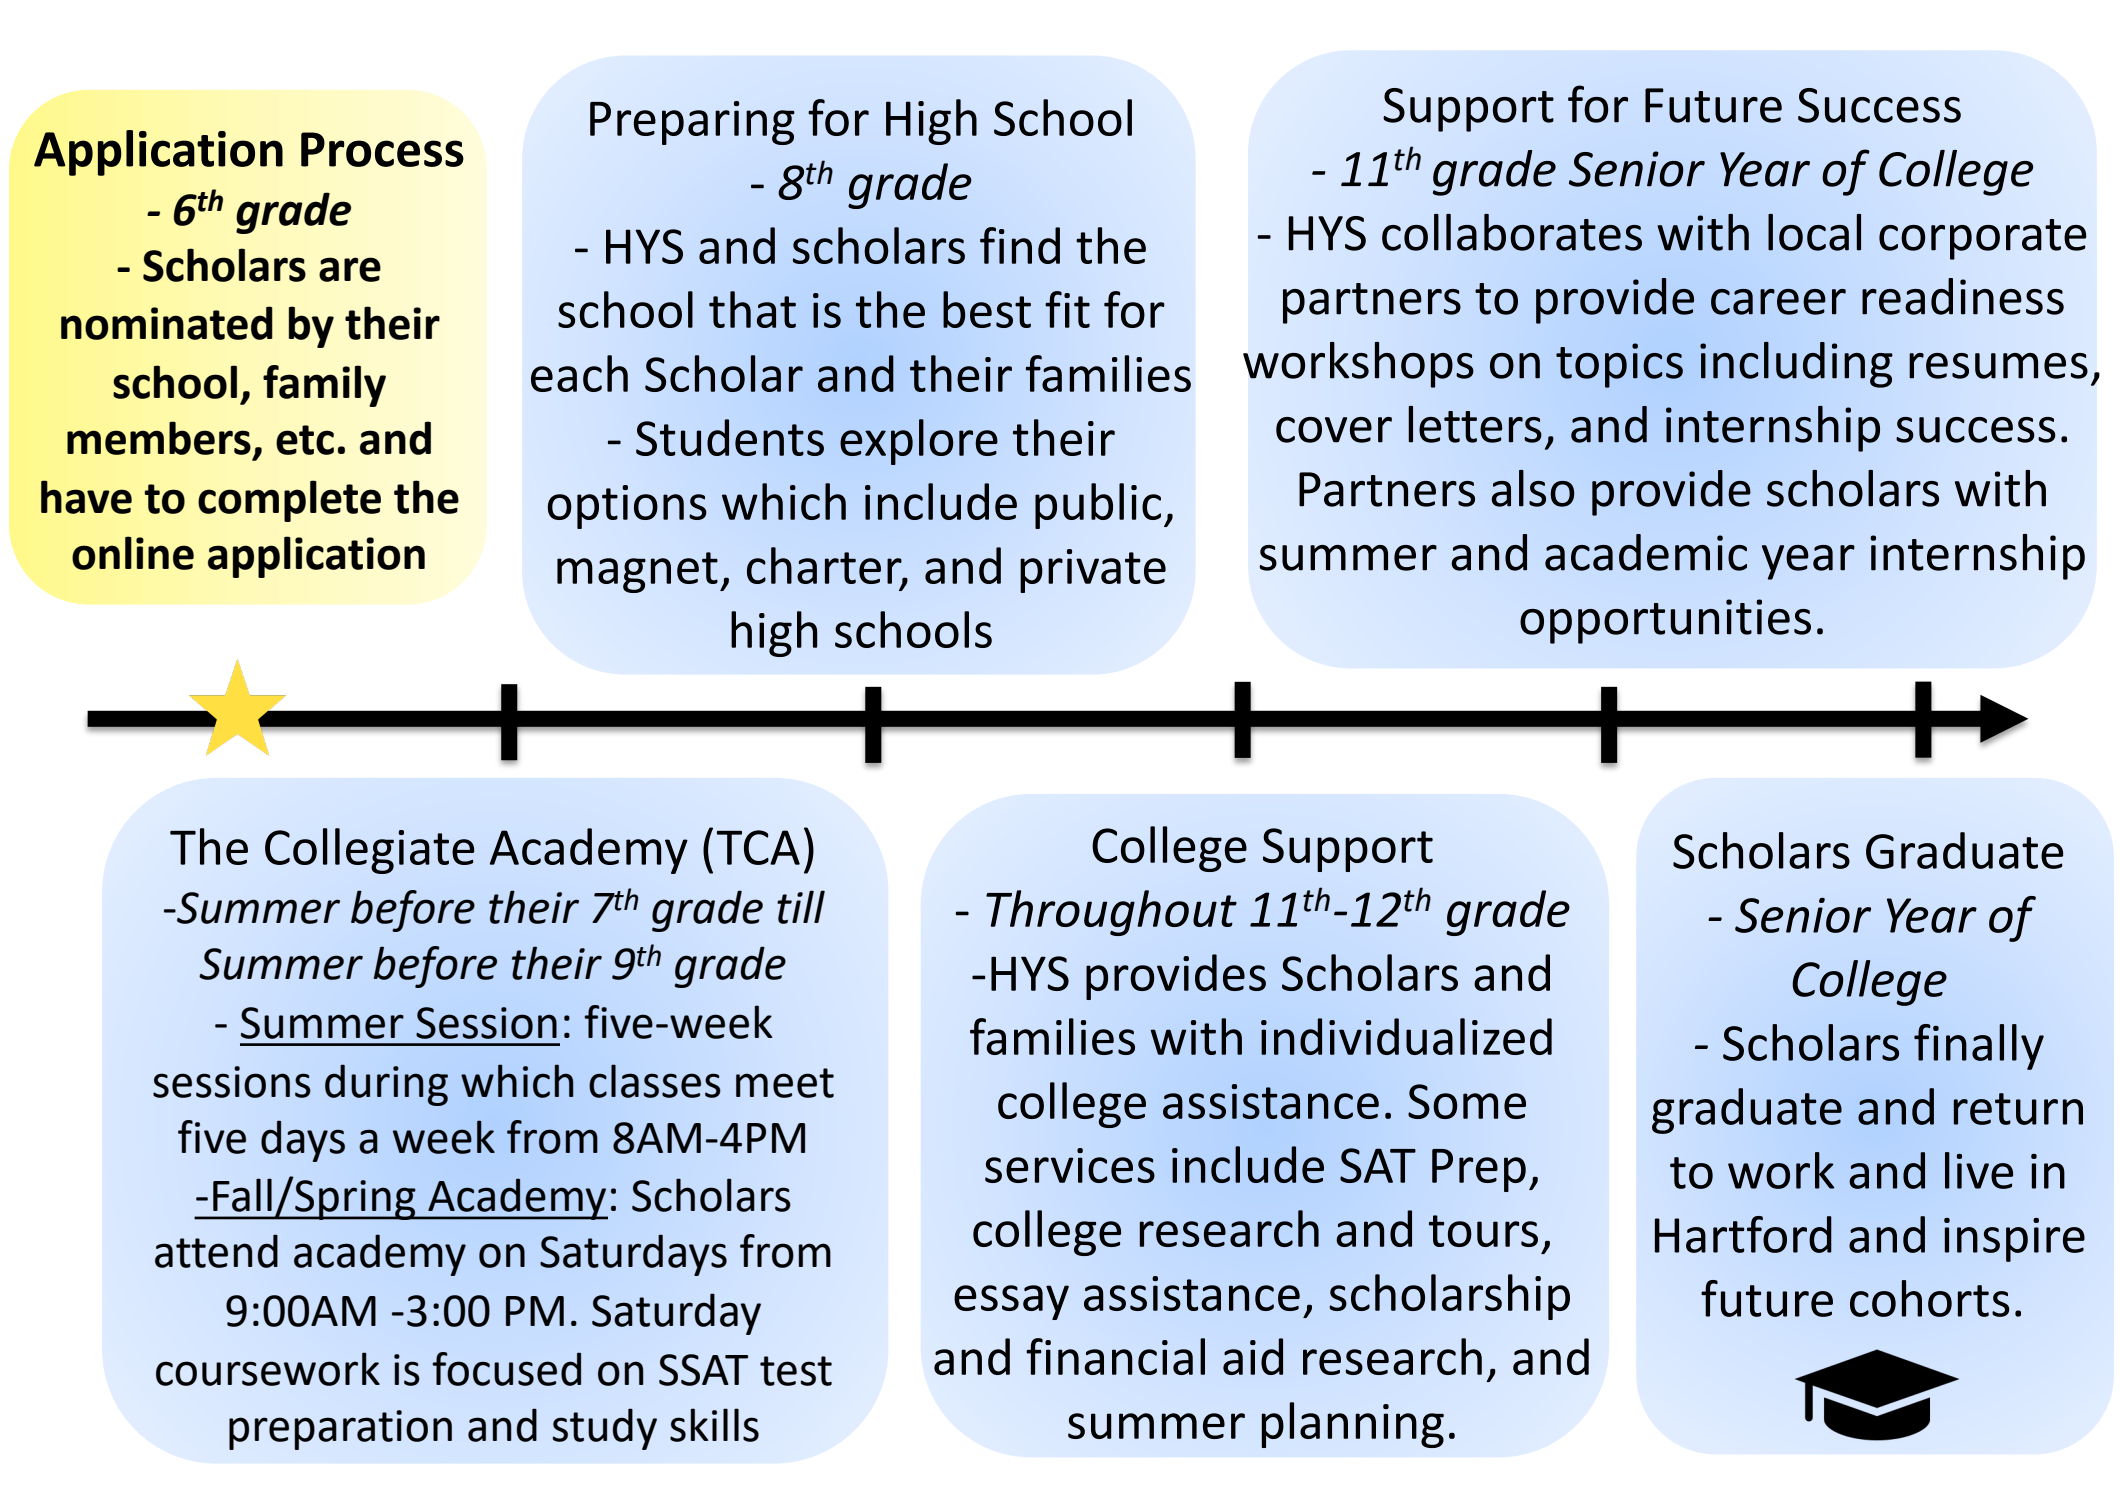 Application Process
- 6th grade
- Scholars are
nominated by their
school, family
members, etc. and
have to complete the
online application
Preparing for High School
- 8th grade
- HYS and scholars find the
school that is the best fit for
each Scholar and their families
- Students explore their
options which include public,
magnet, charter, and private
high schools
Support for Future Success
- 11th grade Senior Year of College
- HYS collaborates with local corporate
partners to provide career readiness
workshops on topics including resumes,
cover letters, and internship success.
Partners also provide scholars with
summer and academic year internship
opportunities.
The Collegiate Academy (TCA)
-Summer before their 7th grade till
Summer before their 9th grade
- Summer Session: five-week
sessions during which classes meet
five days a week from 8AM-4PM
-Fall/Spring Academy: Scholars
attend academy on Saturdays from
9:00AM -3:00 PM. Saturday
coursework is focused on SSAT test
preparation and study skills
College Support
- Throughout 11th-12th grade
-HYS provides Scholars and
families with individualized
college assistance. Some
services include SAT Prep,
college research and tours,
essay assistance, scholarship
and financial aid research, and
summer planning.
Scholars Graduate
- Senior Year of
College
- Scholars finally
graduate and return
to work and live in
Hartford and inspire
future cohorts.